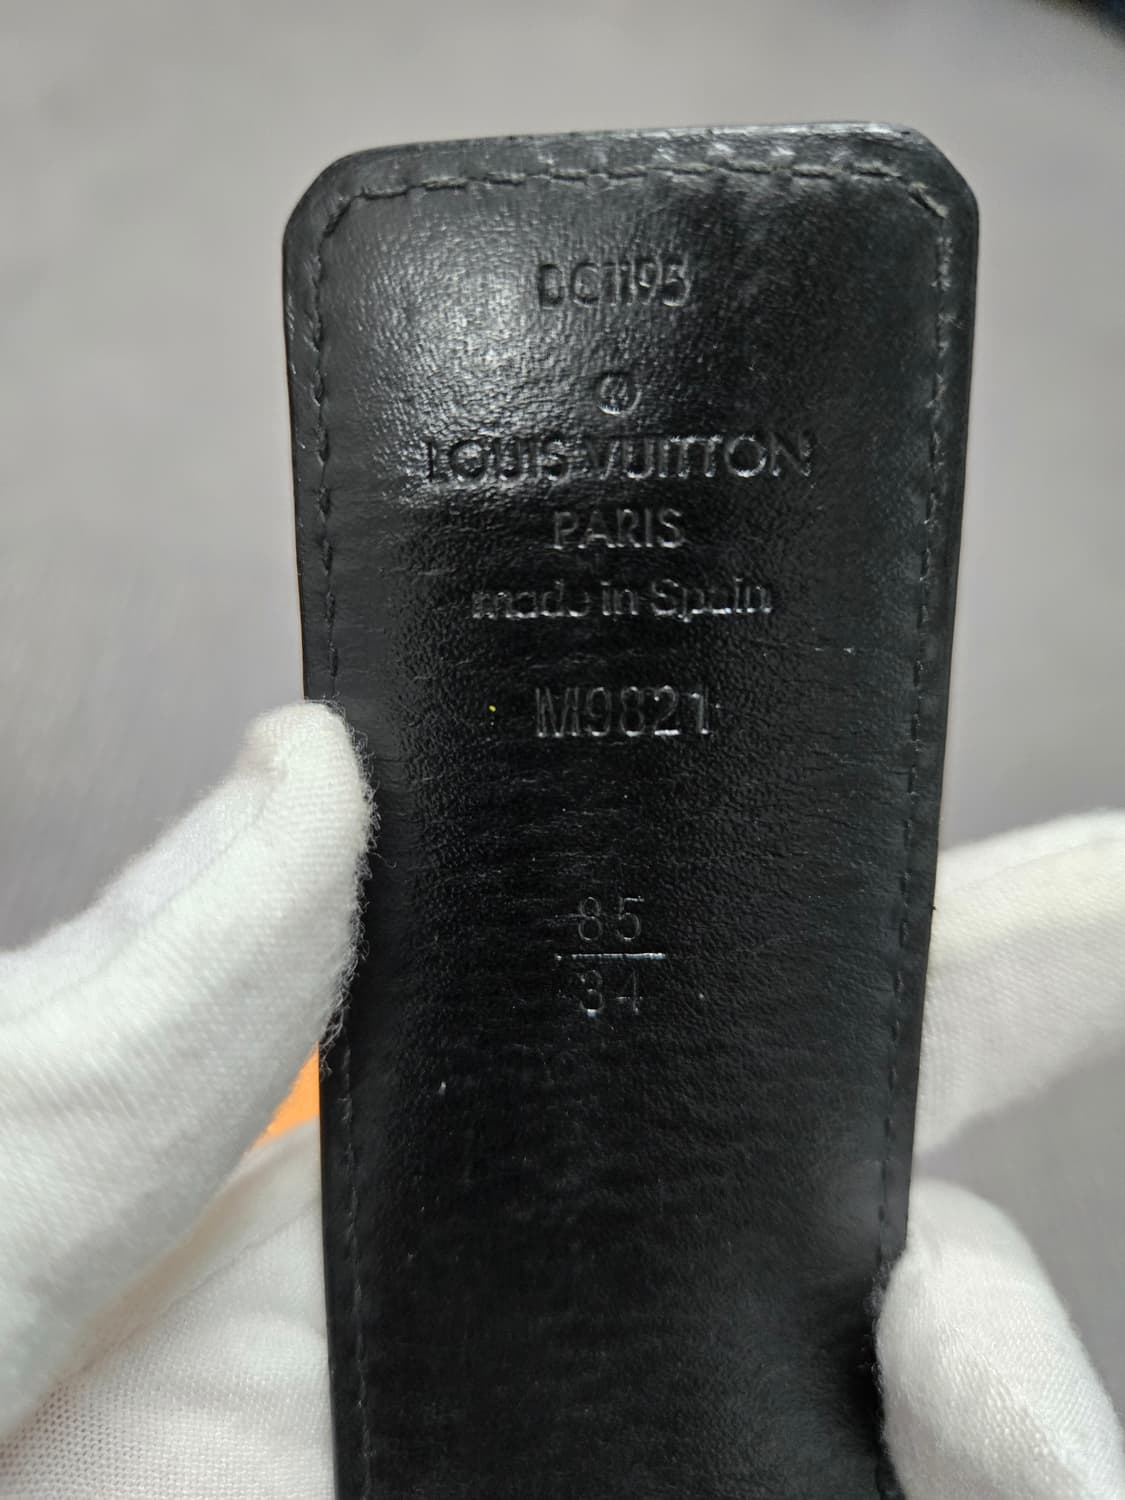 DC1195
®
LOUIS VUITTON
PARIS
made in Spain
M9821
85
34